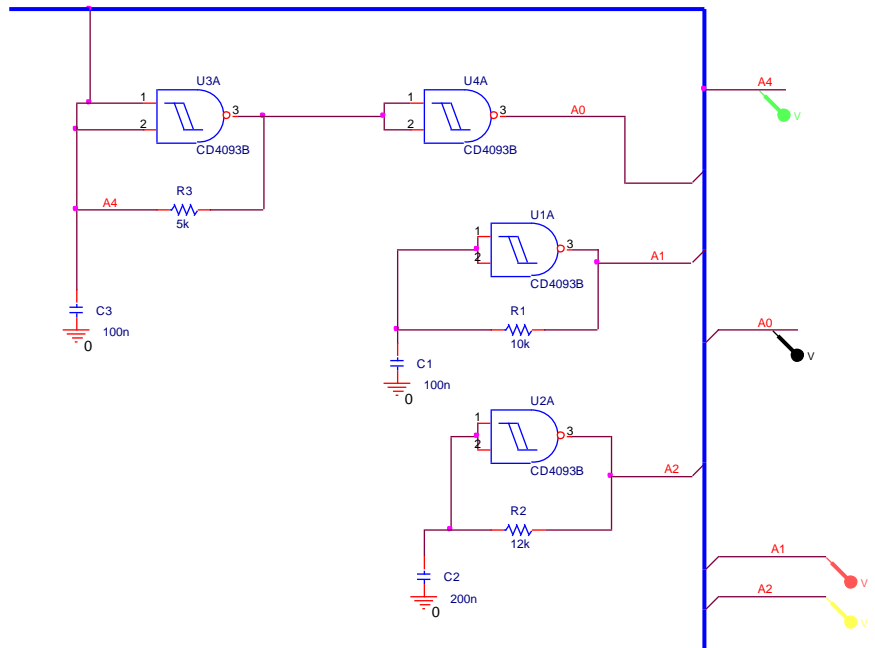 U3A
U4A
A4
1
2
3
V
1
2
3
A0
CD4093B
CD4093B
R3
A4
5k
U1A
1
2
3
A1
CD4093B
C3
100n
0
R1
10k
A0
V
C1
100n
0
U2A
1
2
3
A2
CD4093B
R2
12k
A1
V
C2
200n
0
A2
V